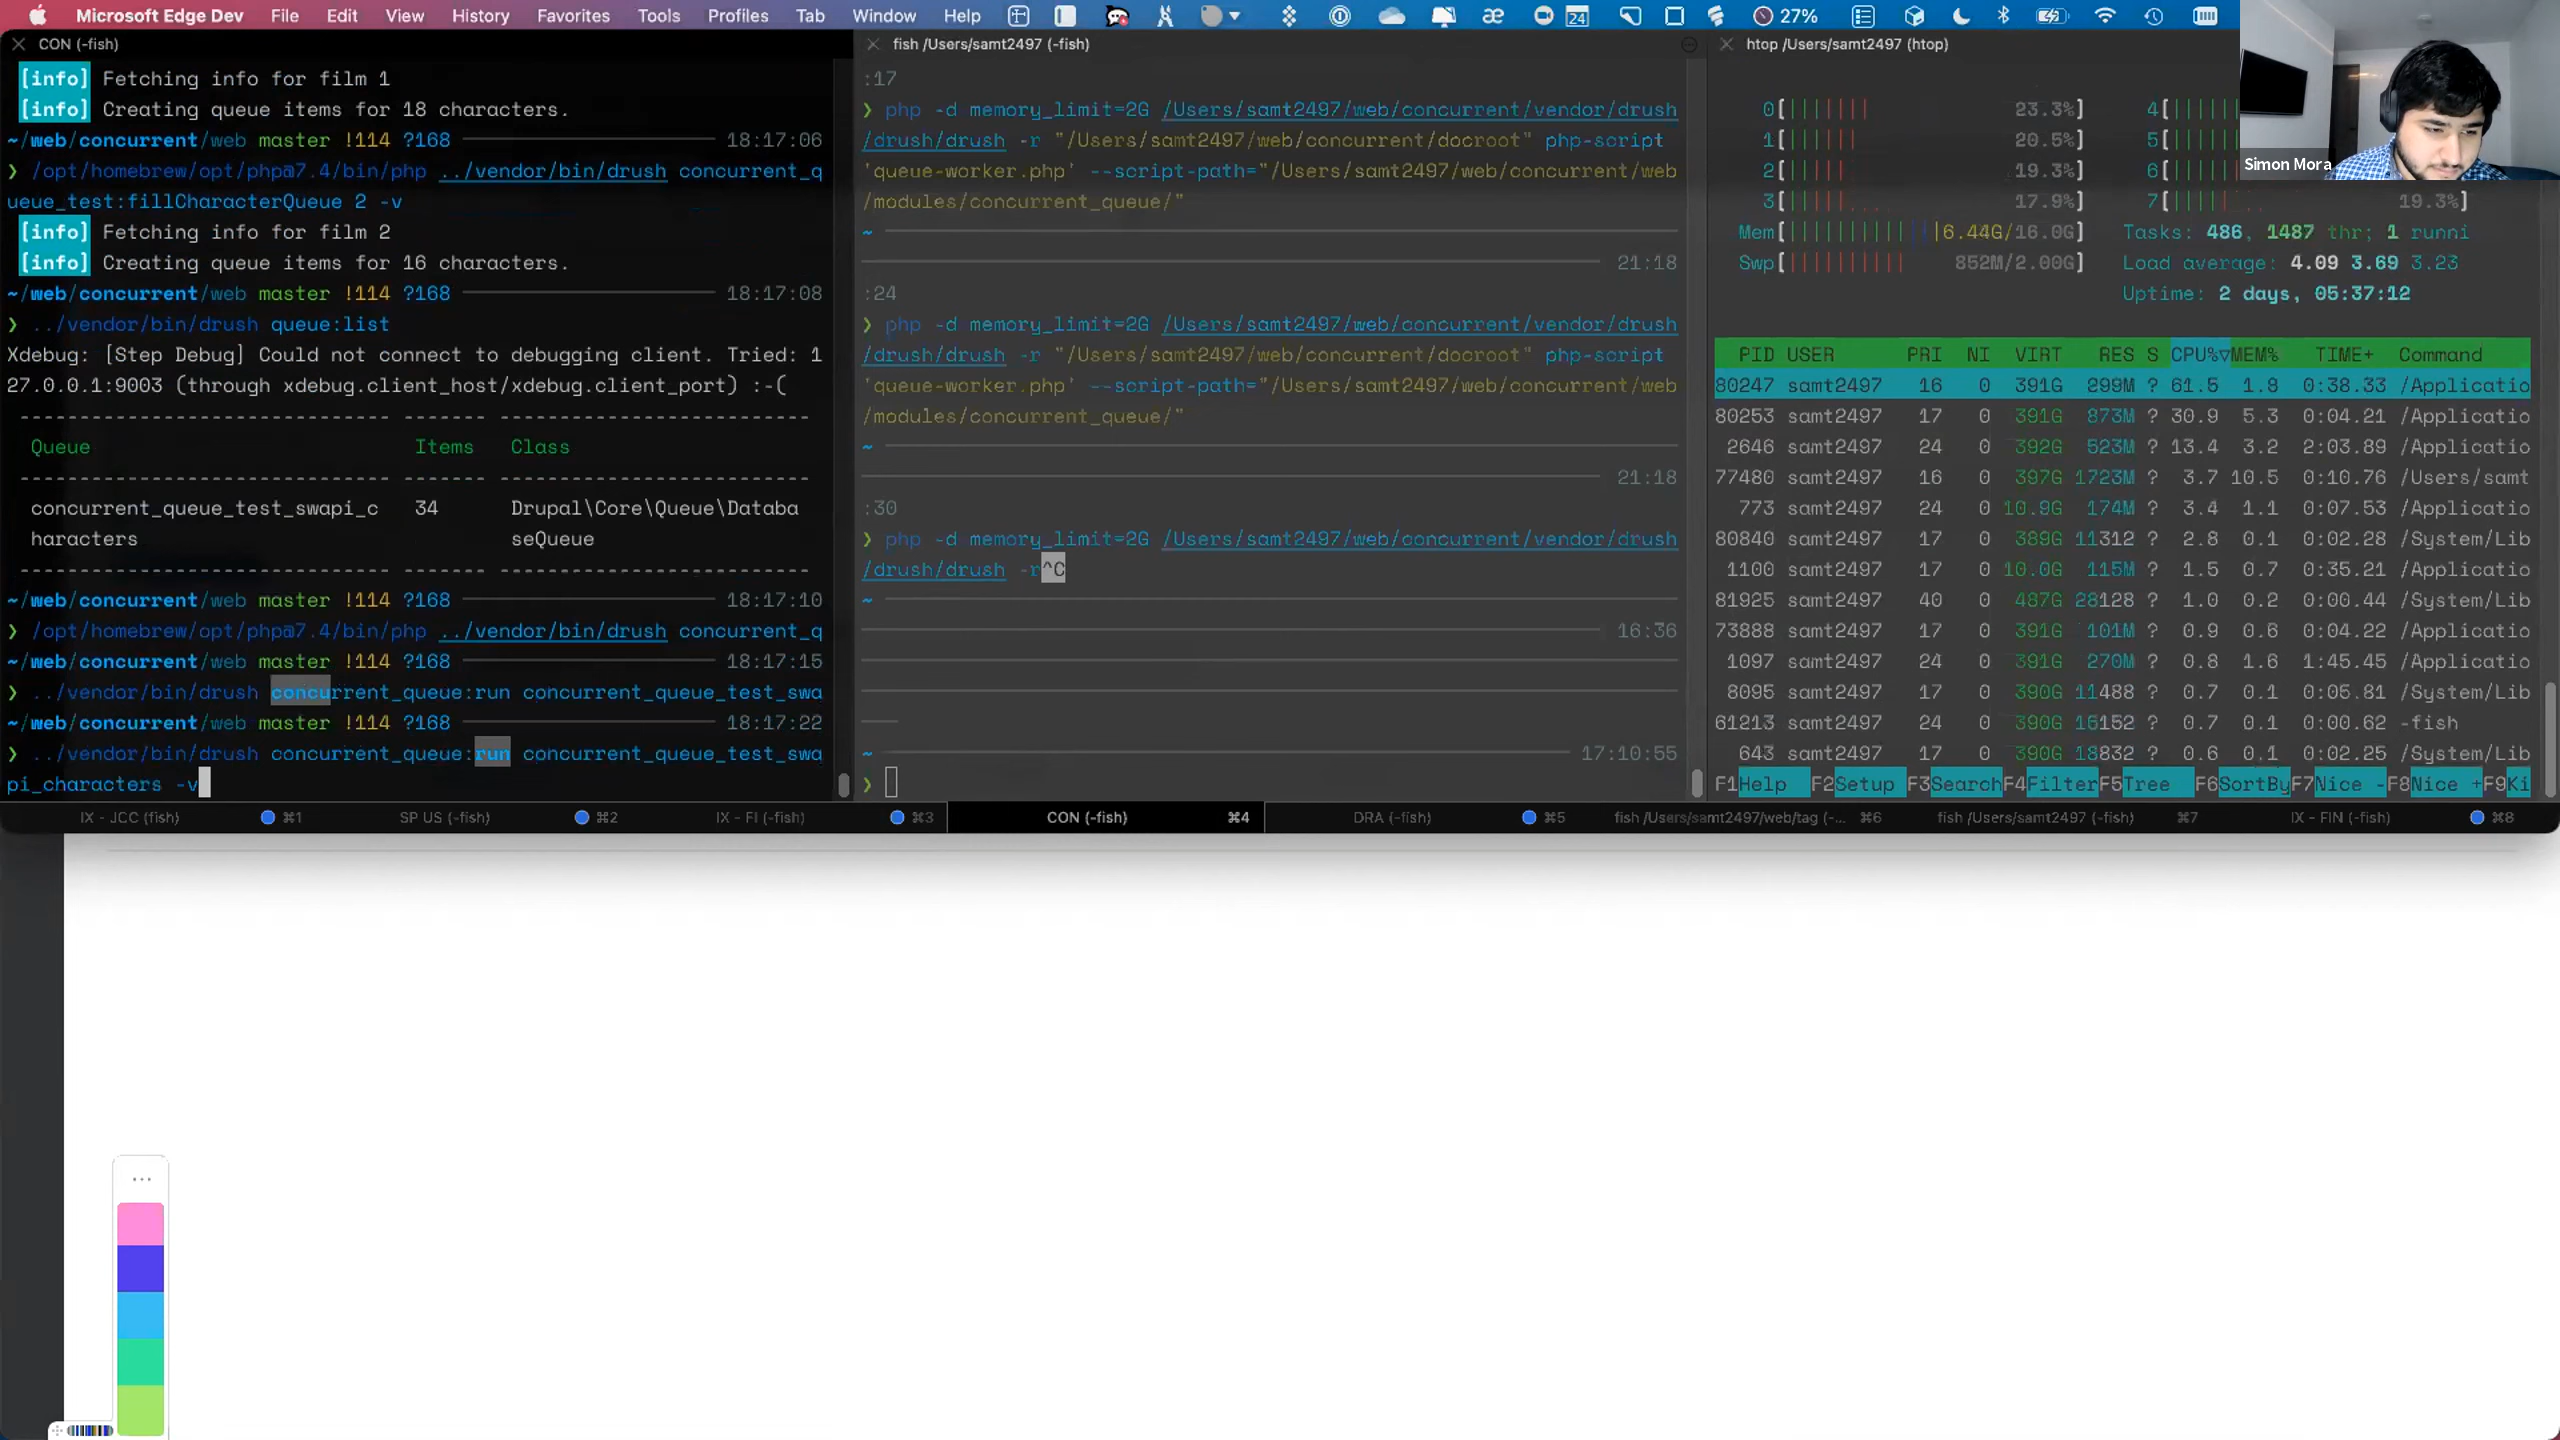 Microsoft Edge Dev File Edit View History Favorites Tools Profiles Tab Window Help 24 27%
CON (-fish)
[info] Fetching info for film 1
[info] Creating queue items for 18 characters.
~/web/concurrent/web master !114 ?168 18:17:06
❯ /opt/homebrew/opt/php@7.4/bin/php ../vendor/bin/drush concurrent_q
ueue_test:fillCharacterQueue 2 -v
[info] Fetching info for film 2
[info] Creating queue items for 16 characters.
~/web/concurrent/web master !114 ?168 18:17:08
❯ ../vendor/bin/drush queue:list
Xdebug: [Step Debug] Could not connect to debugging client. Tried: 1
27.0.0.1:9003 (through xdebug.client_host/xdebug.client_port) :-(
Queue Items Class
concurrent_queue_test_swapi_c 34 Drupal\Core\Queue\Databa
haracters seQueue
~/web/concurrent/web master !114 ?168 18:17:10
❯ /opt/homebrew/opt/php@7.4/bin/php ../vendor/bin/drush concurrent_q
~/web/concurrent/web master !114 ?168 18:17:15
❯ ../vendor/bin/drush concurrent_queue:run concurrent_queue_test_swa
~/web/concurrent/web master !114 ?168 18:17:22
❯ ../vendor/bin/drush concurrent_queue:run concurrent_queue_test_swa
pi_characters -v
fish /Users/samt2497 (-fish)
:17
❯ php -d memory_limit=2G /Users/samt2497/web/concurrent/vendor/drush
/drush/drush -r "/Users/samt2497/web/concurrent/docroot" php-script
'queue-worker.php' --script-path="/Users/samt2497/web/concurrent/web
/modules/concurrent_queue/"
~
21:18
:24
❯ php -d memory_limit=2G /Users/samt2497/web/concurrent/vendor/drush
/drush/drush -r "/Users/samt2497/web/concurrent/docroot" php-script
'queue-worker.php' --script-path="/Users/samt2497/web/concurrent/web
/modules/concurrent_queue/"
~
21:18
:30
❯ php -d memory_limit=2G /Users/samt2497/web/concurrent/vendor/drush
/drush/drush -r^C
~
16:36
~ 17:10:55
❯
htop /Users/samt2497 (htop)
0[ 23.3%] 4[
1[ 20.5%] 5[
2[ 19.3%] 6[
3[ 17.9%] 7[ 19.3%]
Mem[ 6.44G/16.0G] Tasks: 486, 1487 thr; 1 runni
Swp[ 852M/2.00G] Load average: 4.09 3.69 3.23
Uptime: 2 days, 05:37:12
PID USER PRI NI VIRT RES S CPU%▽MEM% TIME+ Command
80247 samt2497 16 0 391G 299M ? 61.5 1.8 0:38.33 /Applicatio
80253 samt2497 17 0 391G 873M ? 30.9 5.3 0:04.21 /Applicatio
2646 samt2497 24 0 392G 523M ? 13.4 3.2 2:03.89 /Applicatio
77480 samt2497 16 0 397G 1723M ? 3.7 10.5 0:10.76 /Users/samt
773 samt2497 24 0 10.9G 174M ? 3.4 1.1 0:07.53 /Applicatio
80840 samt2497 17 0 389G 11312 ? 2.8 0.1 0:02.28 /System/Lib
1100 samt2497 17 0 10.0G 115M ? 1.5 0.7 0:35.21 /Applicatio
81925 samt2497 40 0 487G 28128 ? 1.0 0.2 0:00.44 /System/Lib
73888 samt2497 17 0 391G 101M ? 0.9 0.6 0:04.22 /Applicatio
1097 samt2497 24 0 391G 270M ? 0.8 1.6 1:45.45 /Applicatio
8095 samt2497 17 0 390G 11488 ? 0.7 0.1 0:05.81 /System/Lib
61213 samt2497 24 0 390G 15152 ? 0.7 0.1 0:00.62 -fish
643 samt2497 17 0 390G 18832 ? 0.6 0.1 0:02.25 /System/Lib
F1Help F2Setup F3SearchF4FilterF5Tree F6SortByF7Nice -F8Nice +F9Ki
Simon Mora
IX - JCC (fish) ⌘1 SP US (-fish) ⌘2 IX - FI (-fish) ⌘3 CON (-fish) ⌘4 DRA (-fish) ⌘5 fish /Users/samt2497/web/tag (-... ⌘6 fish /Users/samt2497 (-fish) ⌘7 IX - FIN (-fish) ⌘8